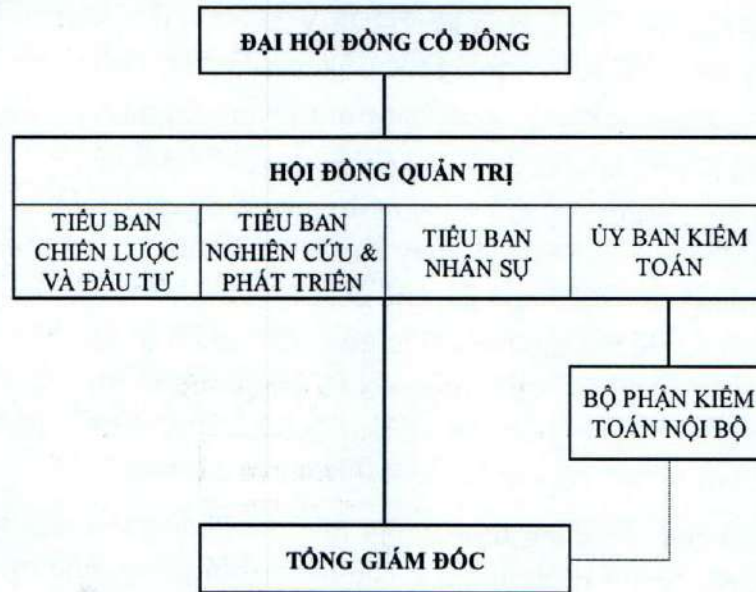 ĐẠI HỘI ĐỒNG CỔ ĐÔNG
HỘI ĐỒNG QUẢN TRỊ
TIỂU BAN
CHIẾN LƯỢC
VÀ ĐẦU TƯ
TIỂU BAN
NGHIÊN CỨU &
PHÁT TRIỂN
TIỂU BAN
NHÂN SỰ
ỦY BAN KIỂM
TOÁN
BỘ PHẬN KIỂM
TOÁN NỘI BỘ
TỔNG GIÁM ĐỐC